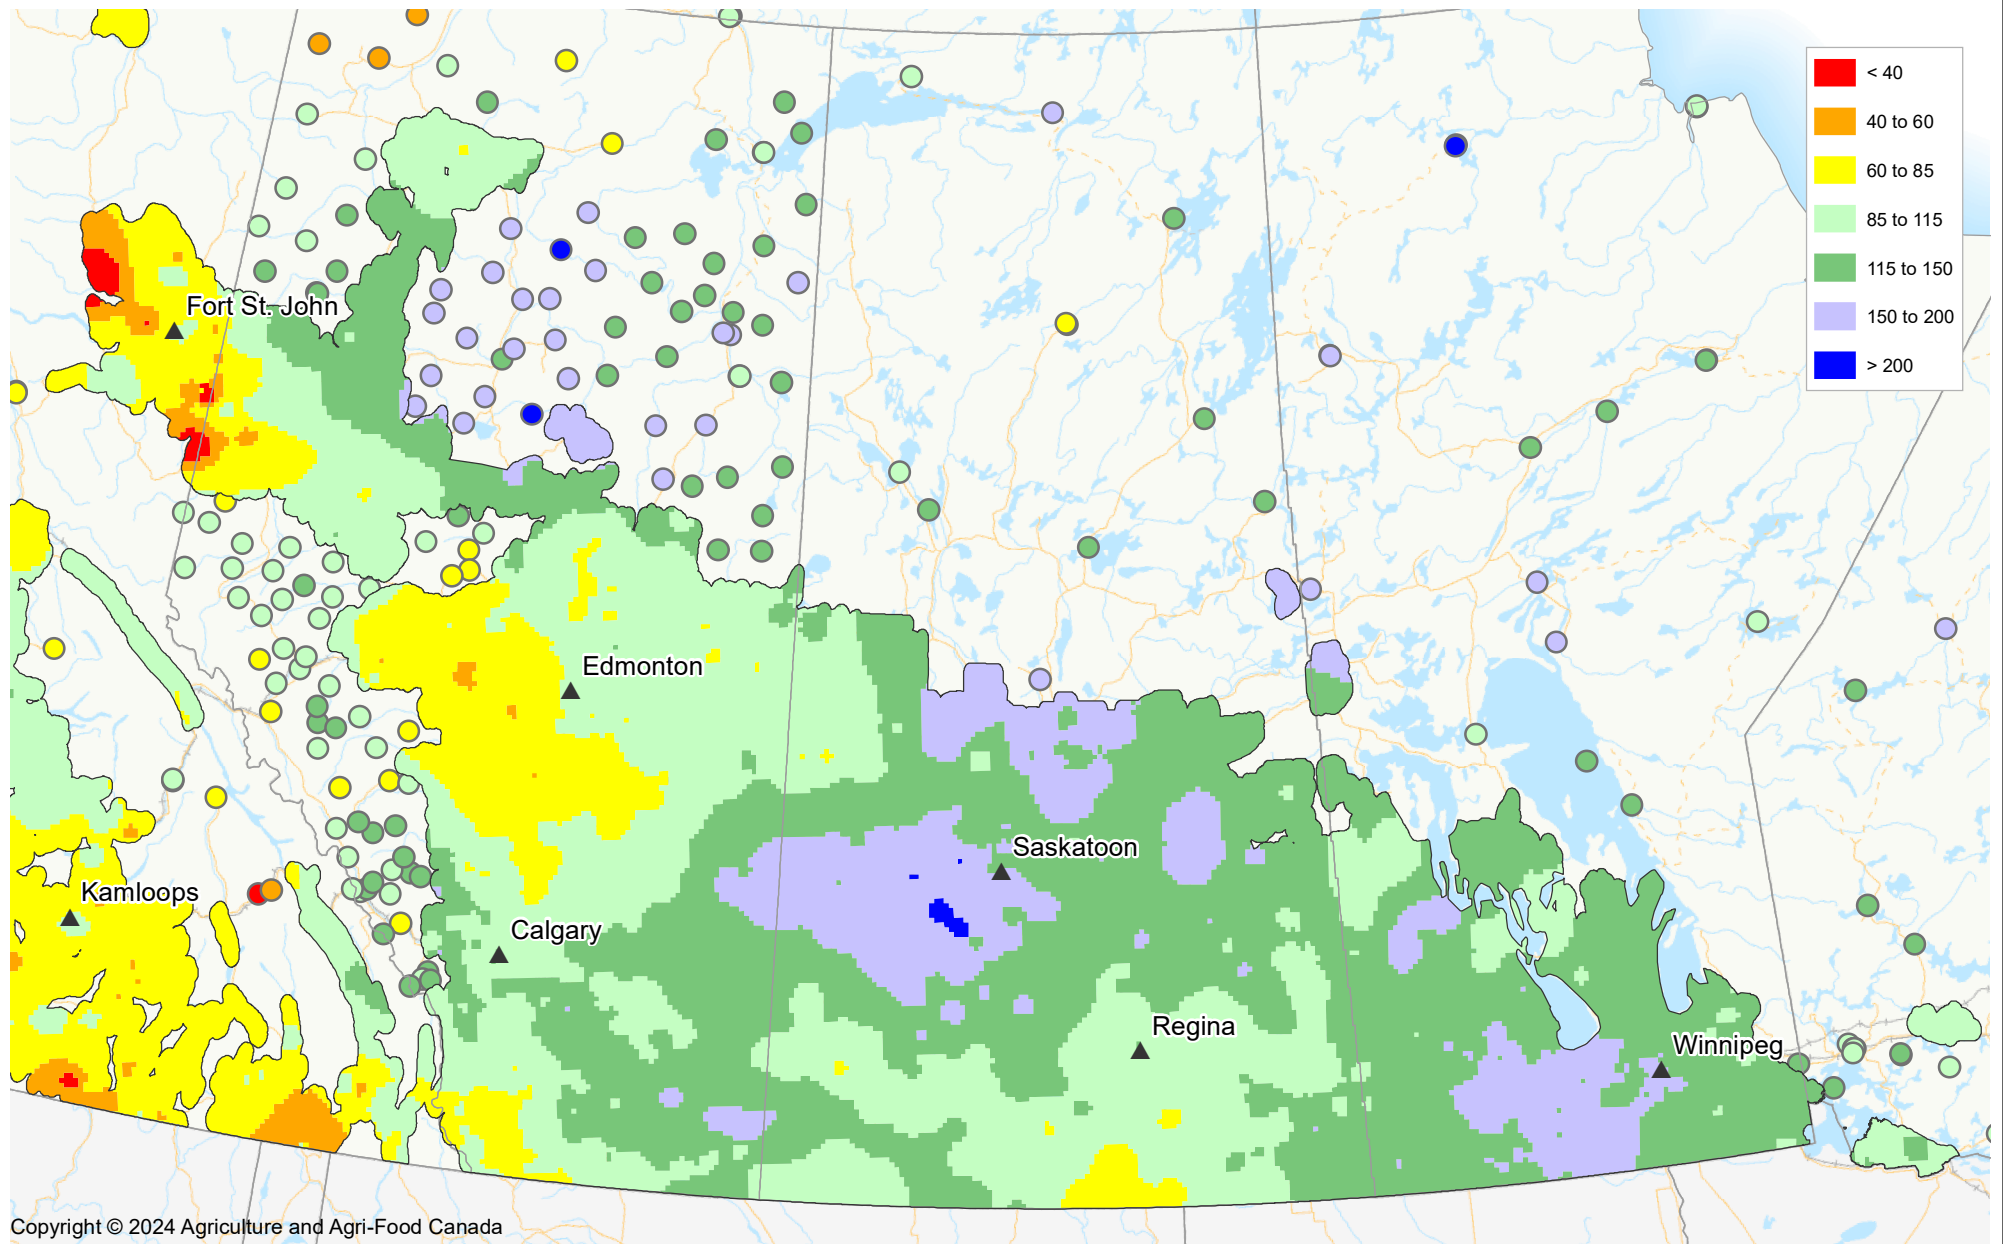 < 40
40 to 60
60 to 85
85 to 115
115 to 150
150 to 200
> 200
Fort St. John
Edmonton
Saskatoon
Kamloops
Calgary
Regina
Winnipeg
Copyright © 2024 Agriculture and Agri-Food Canada